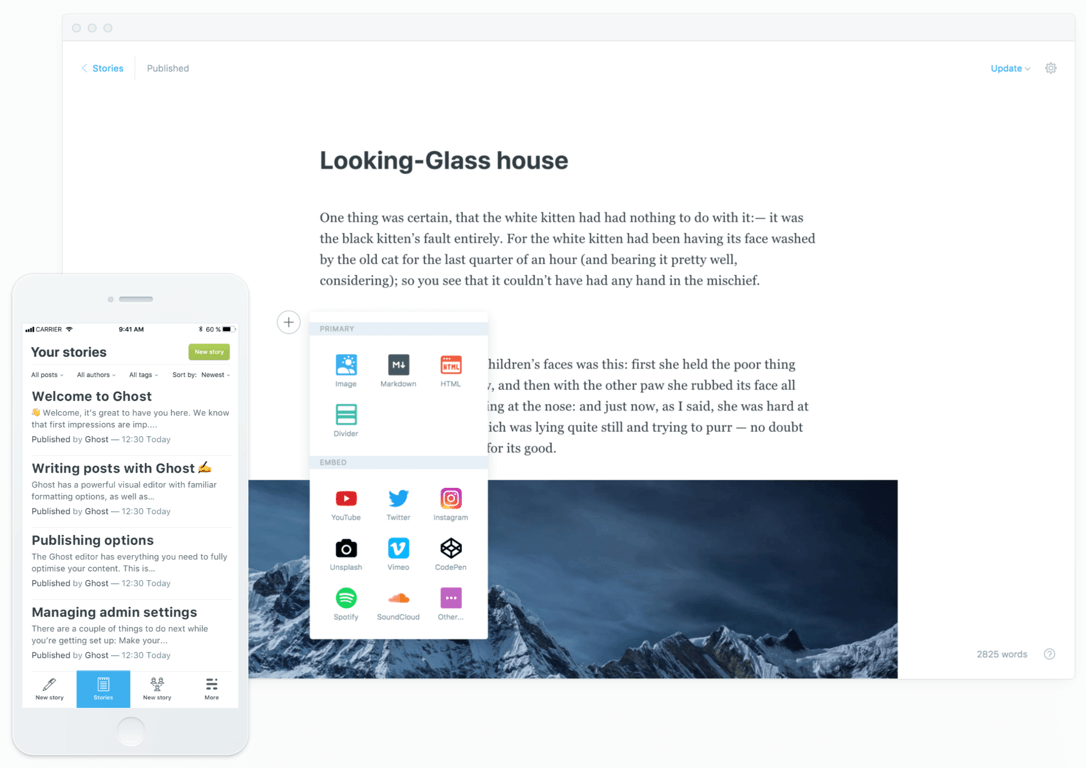 Stories
Published
Update
Looking-Glass house
One thing was certain, that the white kitten had had nothing to do with it:— it was
the black kitten’s fault entirely. For the white kitten had been having its face washed
by the old cat for the last quarter of an hour (and bearing it pretty well,
considering); so you see that it couldn’t have had any hand in the mischief.
hildren’s faces was this: first she held the poor thing
, and then with the other paw she rubbed its face all
ing at the nose: and just now, as I said, she was hard at
ich was lying quite still and trying to purr — no doubt
for its good.
PRIMARY
Image
Markdown
HTML
Divider
EMBED
YouTube
Twitter
Instagram
Unsplash
Vimeo
CodePen
Spotify
SoundCloud
Other...
2825 words
CARRIER
9:41 AM
60 %
Your stories
New story
All posts
All authors
All tags
Sort by: Newest
Welcome to Ghost
👋 Welcome, it's great to have you here. We know
that first impressions are imp....
Published by Ghost — 12:30 Today
Writing posts with Ghost ✍️
Ghost has a powerful visual editor with familiar
formatting options, as well as...
Published by Ghost — 12:30 Today
Publishing options
The Ghost editor has everything you need to fully
optimise your content. This is...
Published by Ghost — 12:30 Today
Managing admin settings
There are a couple of things to do next while
you’re getting set up: Make your...
Published by Ghost — 12:30 Today
New story
Stories
New story
More